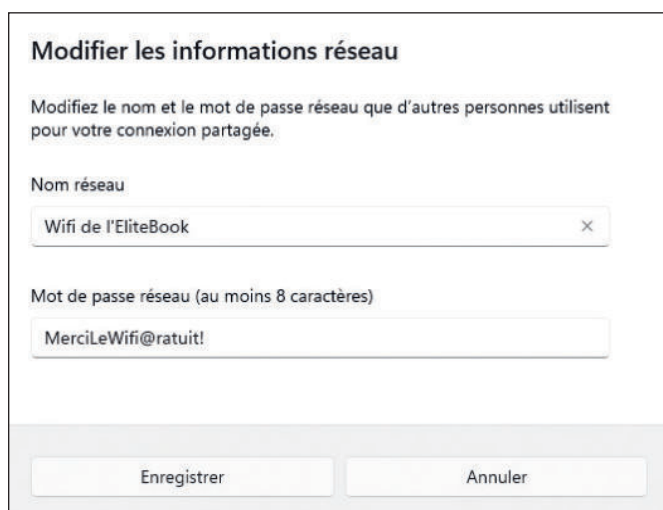 Modifier les informations réseau
Modifiez le nom et le mot de passe réseau que d'autres personnes utilisent
pour votre connexion partagée.
Nom réseau
Wifi de l'EliteBook
Mot de passe réseau (au moins 8 caractères)
MerciLeWifi@ratuit!
Enregistrer
Annuler